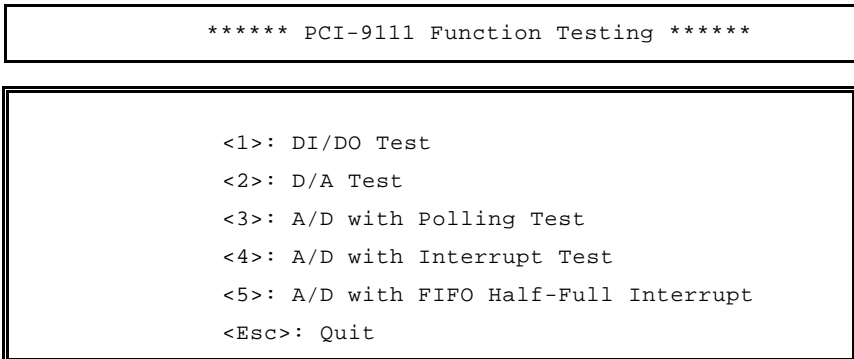 ****** PCI-9111 Function Testing ******
<1>: DI/DO Test
<2>: D/A Test
<3>: A/D with Polling Test
<4>: A/D with Interrupt Test
<5>: A/D with FIFO Half-Full Interrupt
<Esc>: Quit